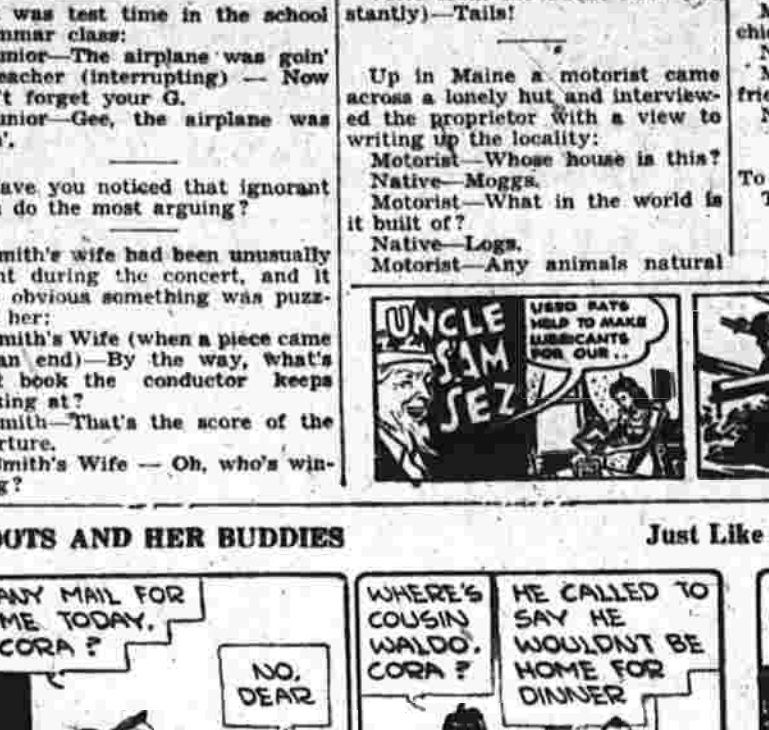 was test time in the school
mmar class:
unior—The airplane was goin'
eacher (interrupting) — Now
't forget your G.
unior—Gee, the airplane was
'.
ave you noticed that ignorant
do the most arguing?
mith's wife had been unusually
nt during the concert, and it
obvious something was puzz-
her:
mith's Wife (when a piece came
an end)—By the way, what's
t book the conductor keeps
king at?
mith—That's the score of the
rture.
Smith's Wife — Oh, who's win-
g?
stantly)—Tails!
Up in Maine a motorist came
across a lonely hut and interview-
ed the proprietor with a view to
writing up the locality:
Motorist—Whose house is this?
Native—Moggs.
Motorist—What in the world is
it built of?
Native—Logs.
Motorist—Any animals natural
chi
frie
To
UNCLE
SAM
SEZ
USED FATS
HELP TO MAKE
LUBRICANTS
FOR OUR..
OOTS AND HER BUDDIES
Just Like
ANY MAIL FOR
ME TODAY,
CORA?
NO,
DEAR
WHERE'S
COUSIN
WALDO,
CORA?
HE CALLED TO
SAY HE
WOULDNT BE
HOME FOR
DINNER